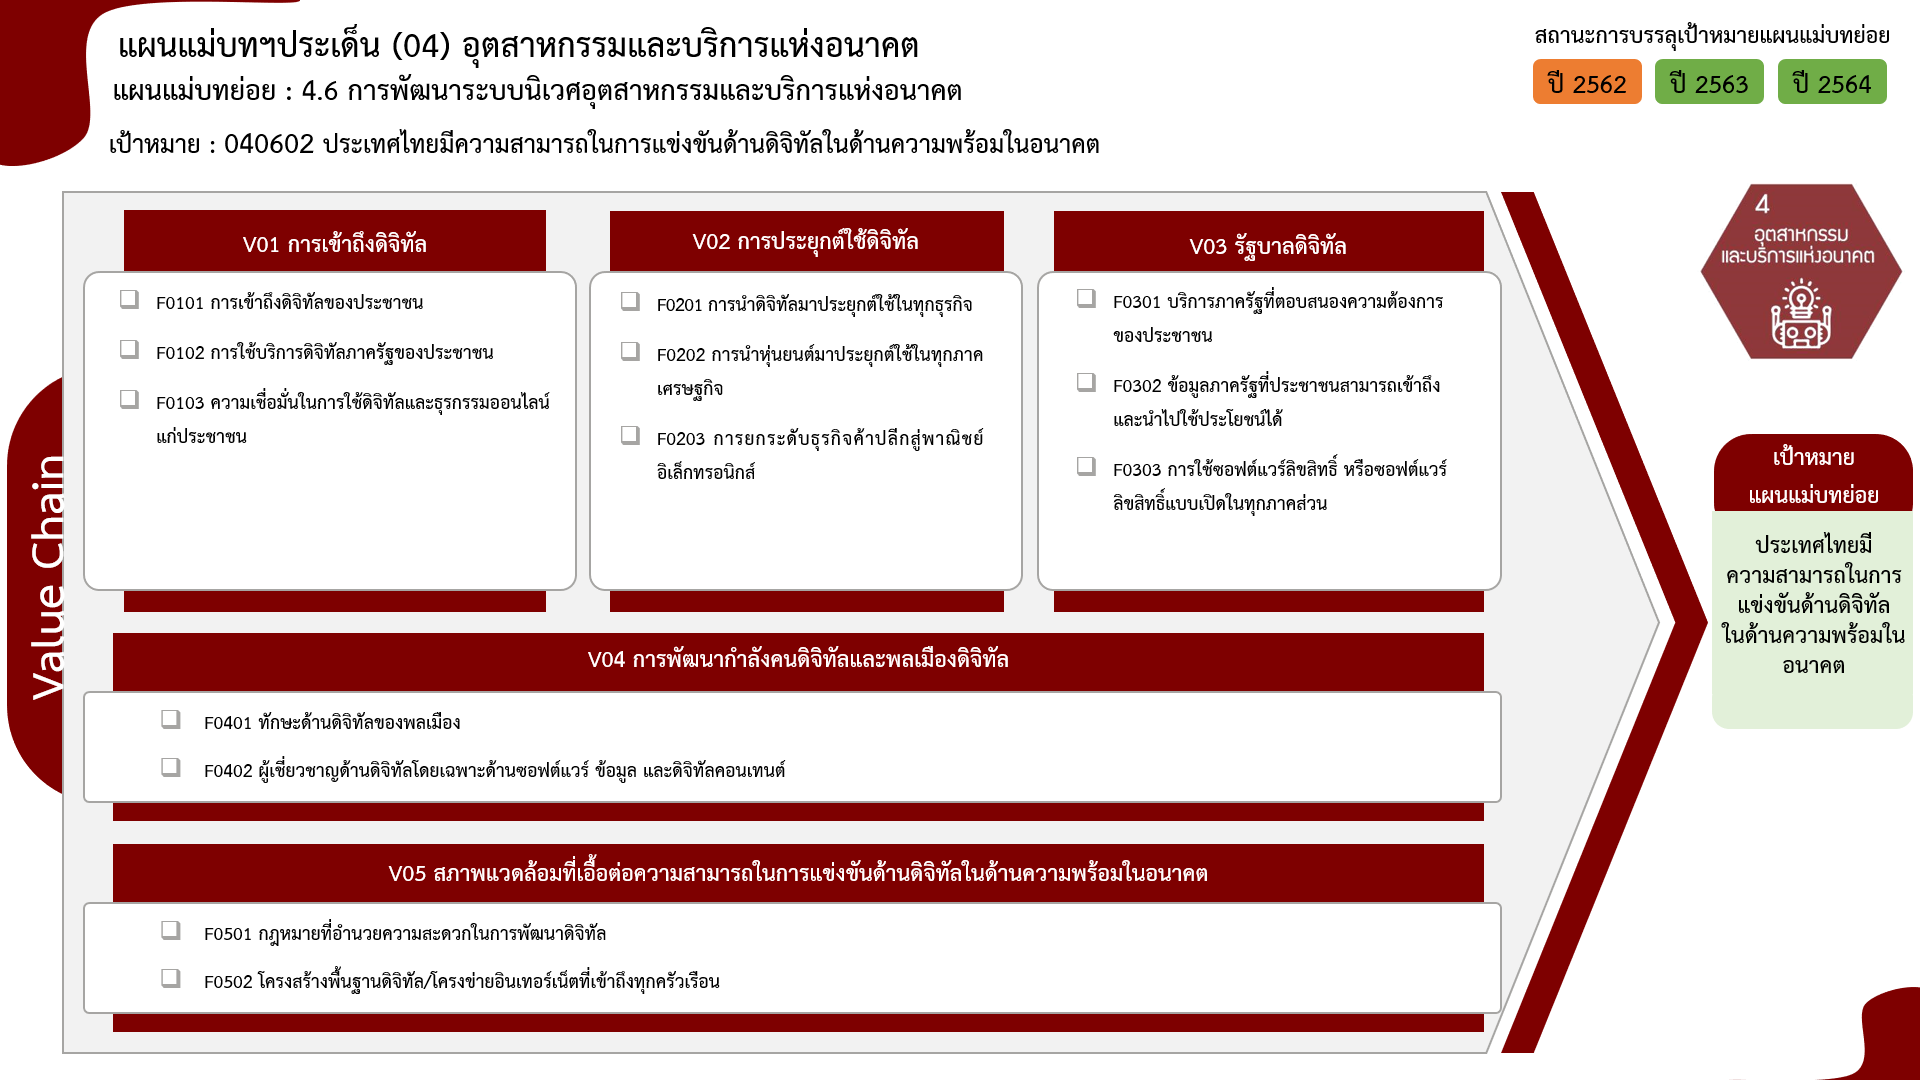 แผนแม่บทฯประเด็น (04) อุตสาหกรรมและบริการแห่งอนาคต
แผนแม่บทย่อย : 4.6 การพัฒนาระบบนิเวศอุตสาหกรรมและบริการแห่งอนาคต
เป้าหมาย : 040602 ประเทศไทยมีความสามารถในการแข่งขันด้านดิจิทัลในด้านความพร้อมในอนาคต
สถานะการบรรลุเป้าหมายแผนแม่บทย่อย
ปี 2562
ปี 2563
ปี 2564
Value Chain
V01 การเข้าถึงดิจิทัล
F0101 การเข้าถึงดิจิทัลของประชาชน
F0102 การใช้บริการดิจิทัลภาครัฐของประชาชน
F0103 ความเชื่อมั่นในการใช้ดิจิทัลและธุรกรรมออนไลน์
แก่ประชาชน
V02 การประยุกต์ใช้ดิจิทัล
F0201 การนำดิจิทัลมาประยุกต์ใช้ในทุกธุรกิจ
F0202 การนำหุ่นยนต์มาประยุกต์ใช้ในทุกภาค
เศรษฐกิจ
F0203 การยกระดับธุรกิจค้าปลีกสู่พาณิชย์
อิเล็กทรอนิกส์
V03 รัฐบาลดิจิทัล
F0301 บริการภาครัฐที่ตอบสนองความต้องการ
ของประชาชน
F0302 ข้อมูลภาครัฐที่ประชาชนสามารถเข้าถึง
และนำไปใช้ประโยชน์ได้
F0303 การใช้ซอฟต์แวร์ลิขสิทธิ์ หรือซอฟต์แวร์
ลิขสิทธิ์แบบเปิดในทุกภาคส่วน
V04 การพัฒนากำลังคนดิจิทัลและพลเมืองดิจิทัล
F0401 ทักษะด้านดิจิทัลของพลเมือง
F0402 ผู้เชี่ยวชาญด้านดิจิทัลโดยเฉพาะด้านซอฟต์แวร์ ข้อมูล และดิจิทัลคอนเทนต์
V05 สภาพแวดล้อมที่เอื้อต่อความสามารถในการแข่งขันด้านดิจิทัลในด้านความพร้อมในอนาคต
F0501 กฎหมายที่อำนวยความสะดวกในการพัฒนาดิจิทัล
F0502 โครงสร้างพื้นฐานดิจิทัล/โครงข่ายอินเทอร์เน็ตที่เข้าถึงทุกครัวเรือน
4
อุตสาหกรรม
และบริการแห่งอนาคต
เป้าหมาย
แผนแม่บทย่อย
ประเทศไทยมี
ความสามารถในการ
แข่งขันด้านดิจิทัล
ในด้านความพร้อมใน
อนาคต